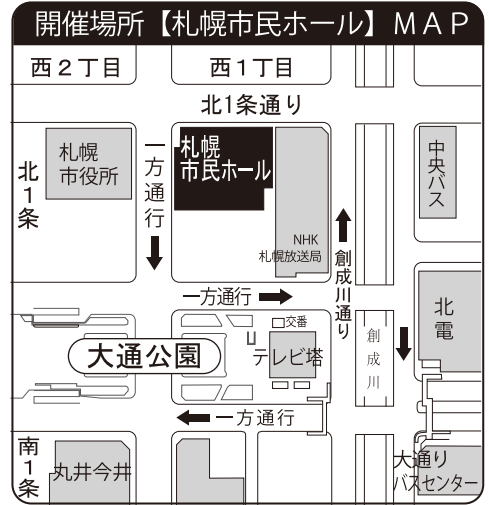 開催場所【札幌市民ホール】MAP
西2丁目
西1丁目
北1条通り
北1条
札幌
市役所
一方通行
札幌
市民ホール
中央バス
NHK
札幌放送局
創成川通り
一方通行
北電
交番
創成川
大通公園
テレビ塔
一方通行
南1条
丸井今井
大通り
バスセンター